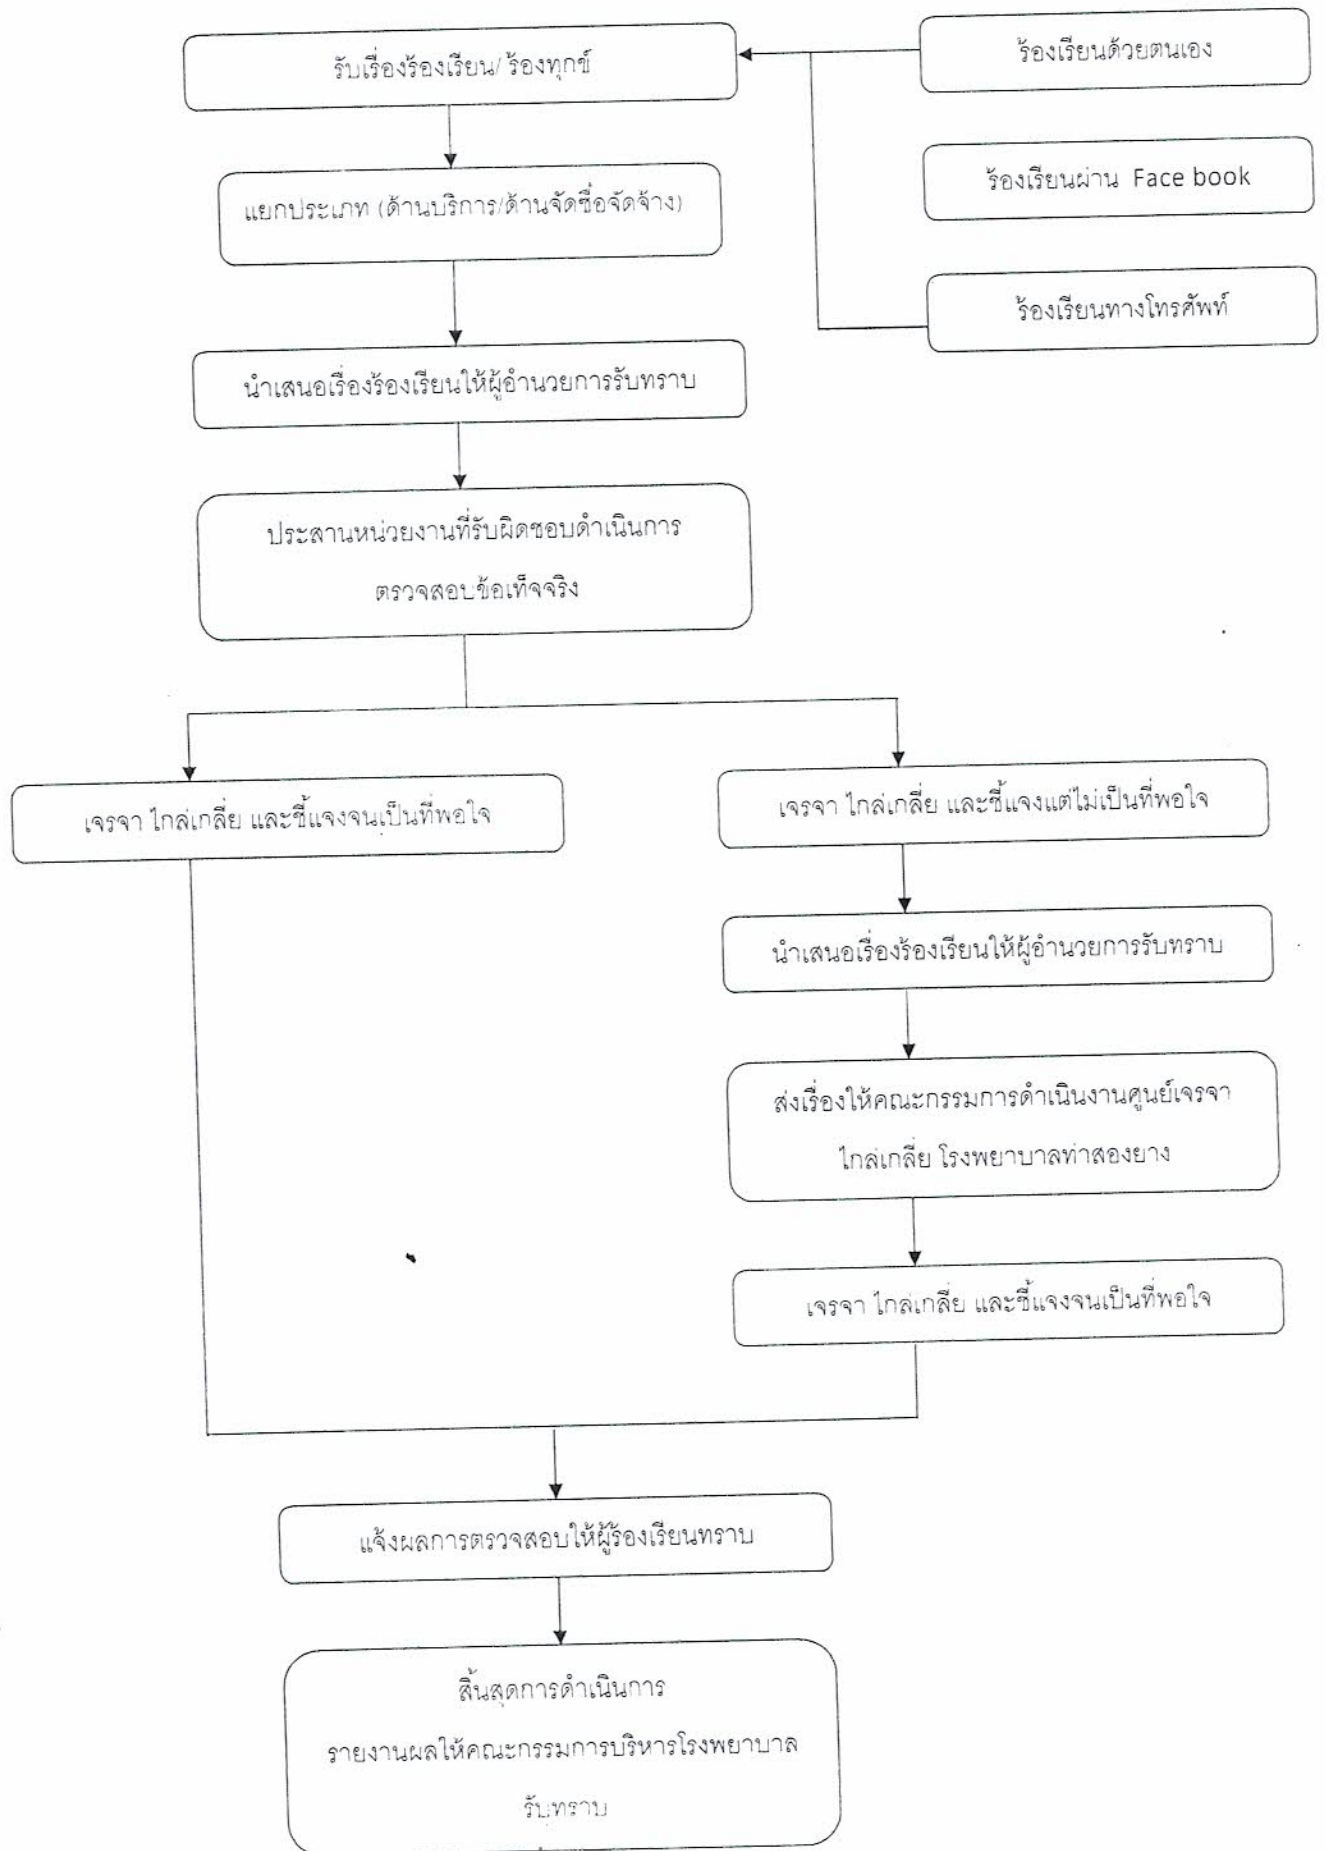 รับเรื่องร้องเรียน/ ร้องทุกข์
ร้องเรียนด้วยตนเอง
ร้องเรียนผ่าน Face book
ร้องเรียนทางโทรศัพท์
แยกประเภท (ด้านบริการ/ด้านจัดซื้อจัดจ้าง)
นำเสนอเรื่องร้องเรียนให้ผู้อำนวยการรับทราบ
ประสานหน่วยงานที่รับผิดชอบดำเนินการ
ตรวจสอบข้อเท็จจริง
เจรจา ไกล่เกลี่ย และชี้แจงจนเป็นที่พอใจ
เจรจา ไกล่เกลี่ย และชี้แจงแต่ไม่เป็นที่พอใจ
นำเสนอเรื่องร้องเรียนให้ผู้อำนวยการรับทราบ
ส่งเรื่องให้คณะกรรมการดำเนินงานศูนย์เจรจา
ไกล่เกลี่ย โรงพยาบาลท่าสองยาง
เจรจา ไกล่เกลี่ย และชี้แจงจนเป็นที่พอใจ
แจ้งผลการตรวจสอบให้ผู้ร้องเรียนทราบ
สิ้นสุดการดำเนินการ
รายงานผลให้คณะกรรมการบริหารโรงพยาบาล
รับทราบ